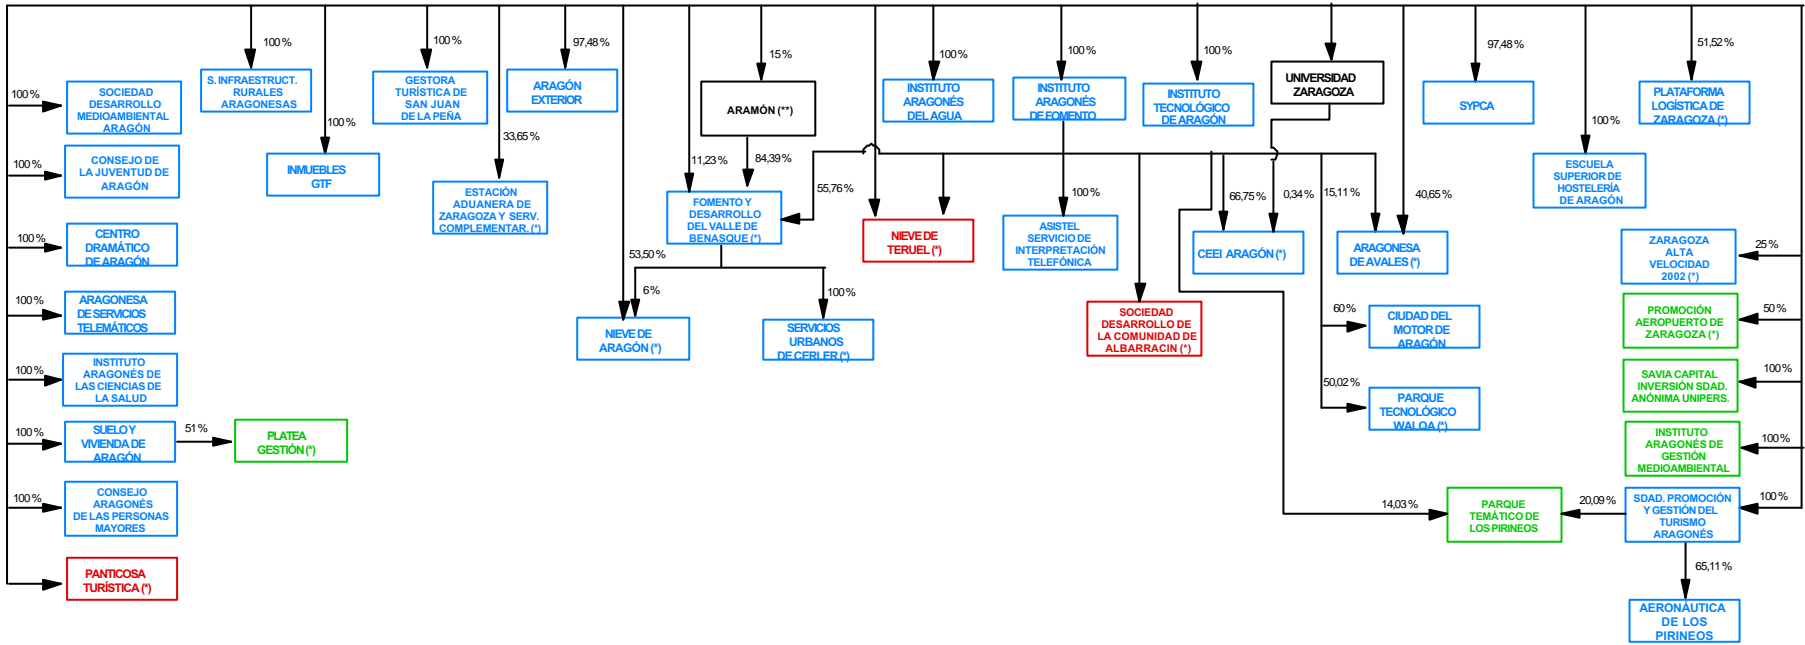 100 %
SOCIEDAD
DESARROLLO
MEDIOAMBIENTAL
ARAGÓN
100 %
CONSEJO DE
LA JUVENTUD DE
ARAGÓN
100 %
CENTRO
DRAMÁTICO
DE ARAGÓN
100 %
ARAGONESA
DE SERVICIOS
TELEMÁTICOS
100 %
INSTITUTO
ARAGONÉS DE
LAS CIENCIAS DE
LA SALUD
100 %
SUELO Y
VIVIENDA DE
ARAGÓN
51 %
PLATEA
GESTIÓN (*)
100 %
CONSEJO
ARAGONÉS
DE LAS PERSONAS
MAYORES
PANTICOSA
TURÍSTICA (*)
100 %
S. INFRAESTRUCT.
RURALES
ARAGONESAS
100 %
INMUEBLES
GTF
100 %
GESTORA
TURÍSTICA DE
SAN JUAN
DE LA PEÑA
33,65 %
ESTACIÓN
ADUANERA DE
ZARAGOZA Y SERV.
COMPLEMENTAR. (*)
97,48 %
ARAGÓN
EXTERIOR
15 %
ARAMÓN (**)
11,23 %
84,39 %
55,76 %
FOMENTO Y
DESARROLLO
DEL VALLE DE
BENASQUE (*)
53,50 %
6 %
100 %
NIEVE DE
ARAGÓN (*)
SERVICIOS
URBANOS
DE CERLER (*)
100 %
INSTITUTO
ARAGONÉS
DEL AGUA
NIEVE DE
TERUEL (*)
100 %
INSTITUTO
ARAGONÉS
DE FOMENTO
100 %
ASISTEL
SERVICIO DE
INTERPRETACIÓN
TELEFÓNICA
SOCIEDAD
DESARROLLO DE
LA COMUNIDAD DE
ALBARRACIN (*)
100 %
INSTITUTO
TECNOLÓGICO
DE ARAGÓN
UNIVERSIDAD
ZARAGOZA
66,75 %
0,34 %
15,11 %
40,65 %
CEEI ARAGÓN (*)
ARAGONESA
DE AVALES (*)
60 %
CIUDAD DEL
MOTOR DE
ARAGÓN
50,02 %
PARQUE
TECNOLÓGICO
WALQA (*)
97,48 %
SYPCA
100 %
ESCUELA
SUPERIOR DE
HOSTELERÍA
DE ARAGÓN
51,52 %
PLATAFORMA
LOGÍSTICA DE
ZARAGOZA (*)
ZARAGOZA
ALTA
VELOCIDAD
2002 (*)
25 %
PROMOCIÓN
AEROPUERTO DE
ZARAGOZA (*)
50 %
SAVIA CAPITAL
INVERSIÓN SDAD.
ANÓNIMA UNIPERS.
100 %
INSTITUTO
ARAGONÉS DE
GESTIÓN
MEDIOAMBIENTAL
100 %
14,03 %
PARQUE
TEMÁTICO DE
LOS PIRINEOS
20,09 %
SDAD. PROMOCIÓN
Y GESTIÓN DEL
TURISMO
ARAGONÉS
100 %
65,11 %
AERONÁUTICA
DE LOS
PIRINEOS